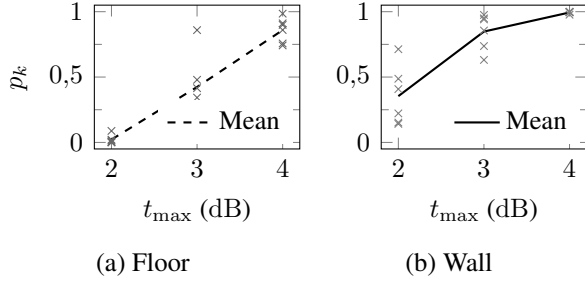 1
0,5
0
p_k
2 3 4
t_max (dB)
Mean
(a) Floor
1
0,5
0
2 3 4
t_max (dB)
Mean
(b) Wall